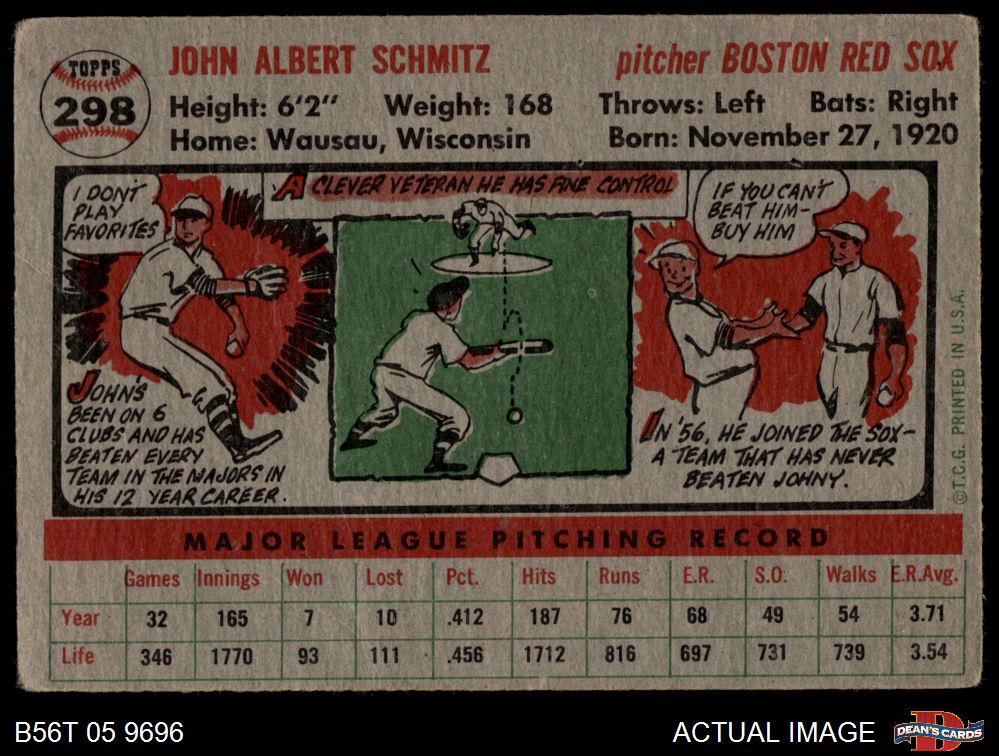 TOPPS
298
JOHN ALBERT SCHMITZ
pitcher BOSTON RED SOX
Height: 6'2" Weight: 168 Throws: Left Bats: Right
Home: Wausau, Wisconsin Born: November 27, 1920
I DON'T
PLAY
FAVORITES
JOHN'S
BEEN ON 6
CLUBS AND HAS
BEATEN EVERY
TEAM IN THE MAJORS IN
HIS 12 YEAR CAREER.
A CLEVER VETERAN HE HAS FINE CONTROL
IF YOU CAN'T
BEAT HIM—
BUY HIM
IN '56, HE JOINED THE SOX—
A TEAM THAT HAS NEVER
BEATEN JOHNY.
©T.C.G. PRINTED IN U.S.A.
MAJOR LEAGUE PITCHING RECORD
Games Innings Won Lost Pct. Hits Runs E.R. S.O. Walks E.R.Avg.
Year 32 165 7 10 .412 187 76 68 49 54 3.71
Life 346 1770 93 111 .456 1712 816 697 731 739 3.54
B56T 05 9696
ACTUAL IMAGE
DEAN'S CARDS